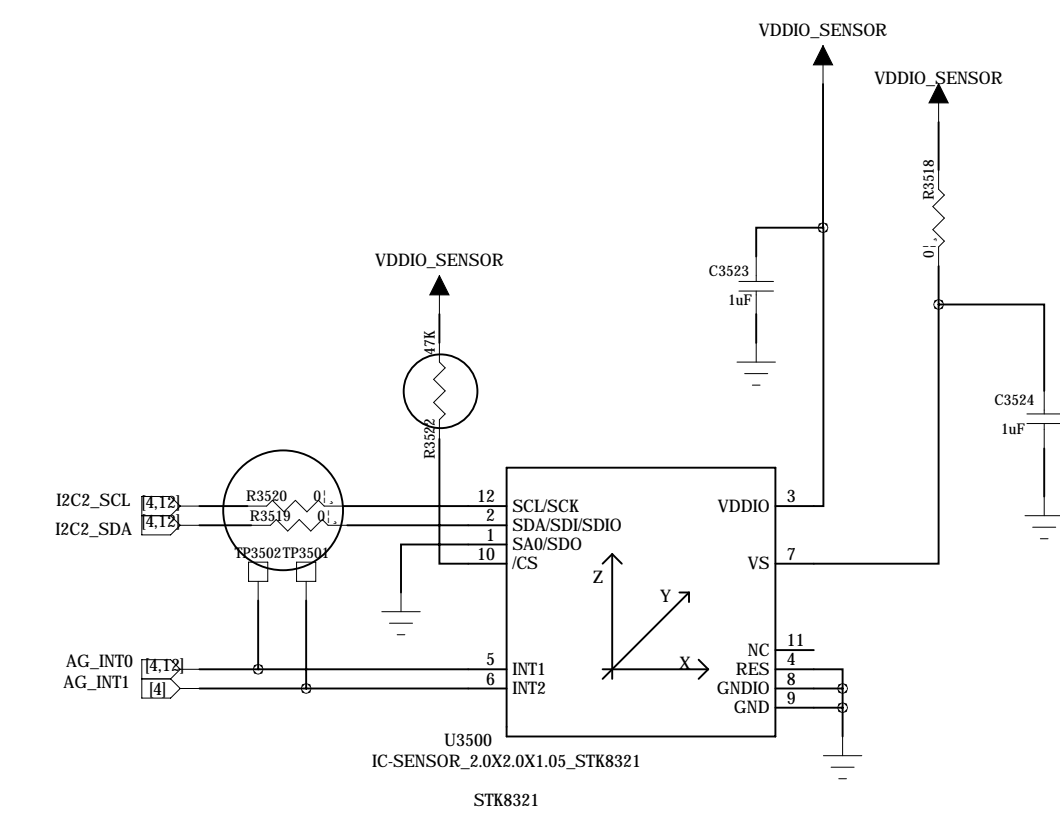 VDDIO_SENSOR
VDDIO_SENSOR
R3518
0
C3523
1uF
VDDIO_SENSOR
47K
R3522
C3524
1uF
I2C2_SCL [4,12] R3520 0 12 SCL/SCK VDDIO 3
I2C2_SDA [4,12] R3519 0 2 SDA/SDI/SDIO
1 SA0/SDO
10 /CS VS 7
TP3502 TP3501
Z
Y
X
NC 11
AG_INT0 [4,12] 5 INT1 RES 4
AG_INT1 [4] 6 INT2 GNDIO 8
GND 9
U3500
IC-SENSOR_2.0X2.0X1.05_STK8321
STK8321